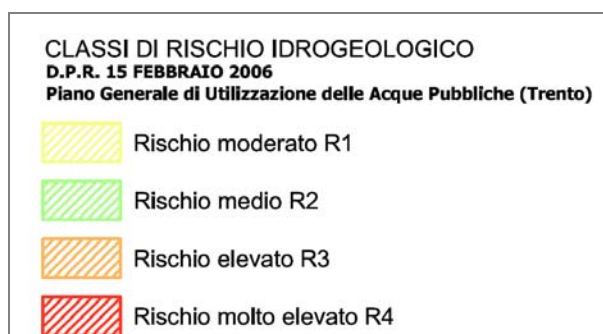 CLASSI DI RISCHIO IDROGEOLOGICO
D.P.R. 15 FEBBRAIO 2006
Piano Generale di Utilizzazione delle Acque Pubbliche (Trento)
Rischio moderato R1
Rischio medio R2
Rischio elevato R3
Rischio molto elevato R4